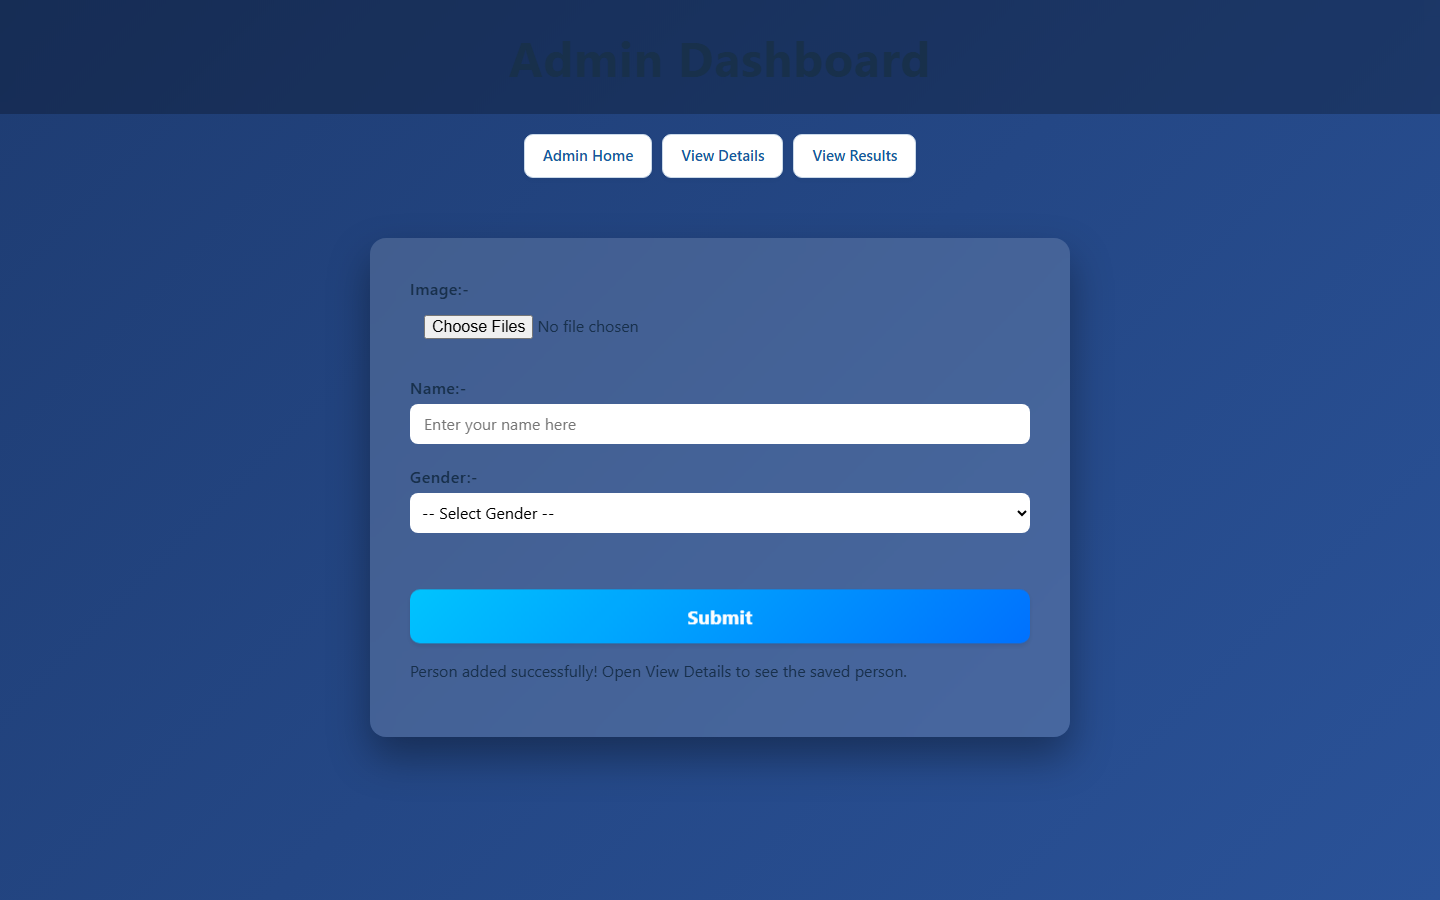 Admin Dashboard
Admin Home View Details View Results
Image:-
Choose Files No file chosen
Name:-
Enter your name here
Gender:-
-- Select Gender --
Submit
Person added successfully! Open View Details to see the saved person.